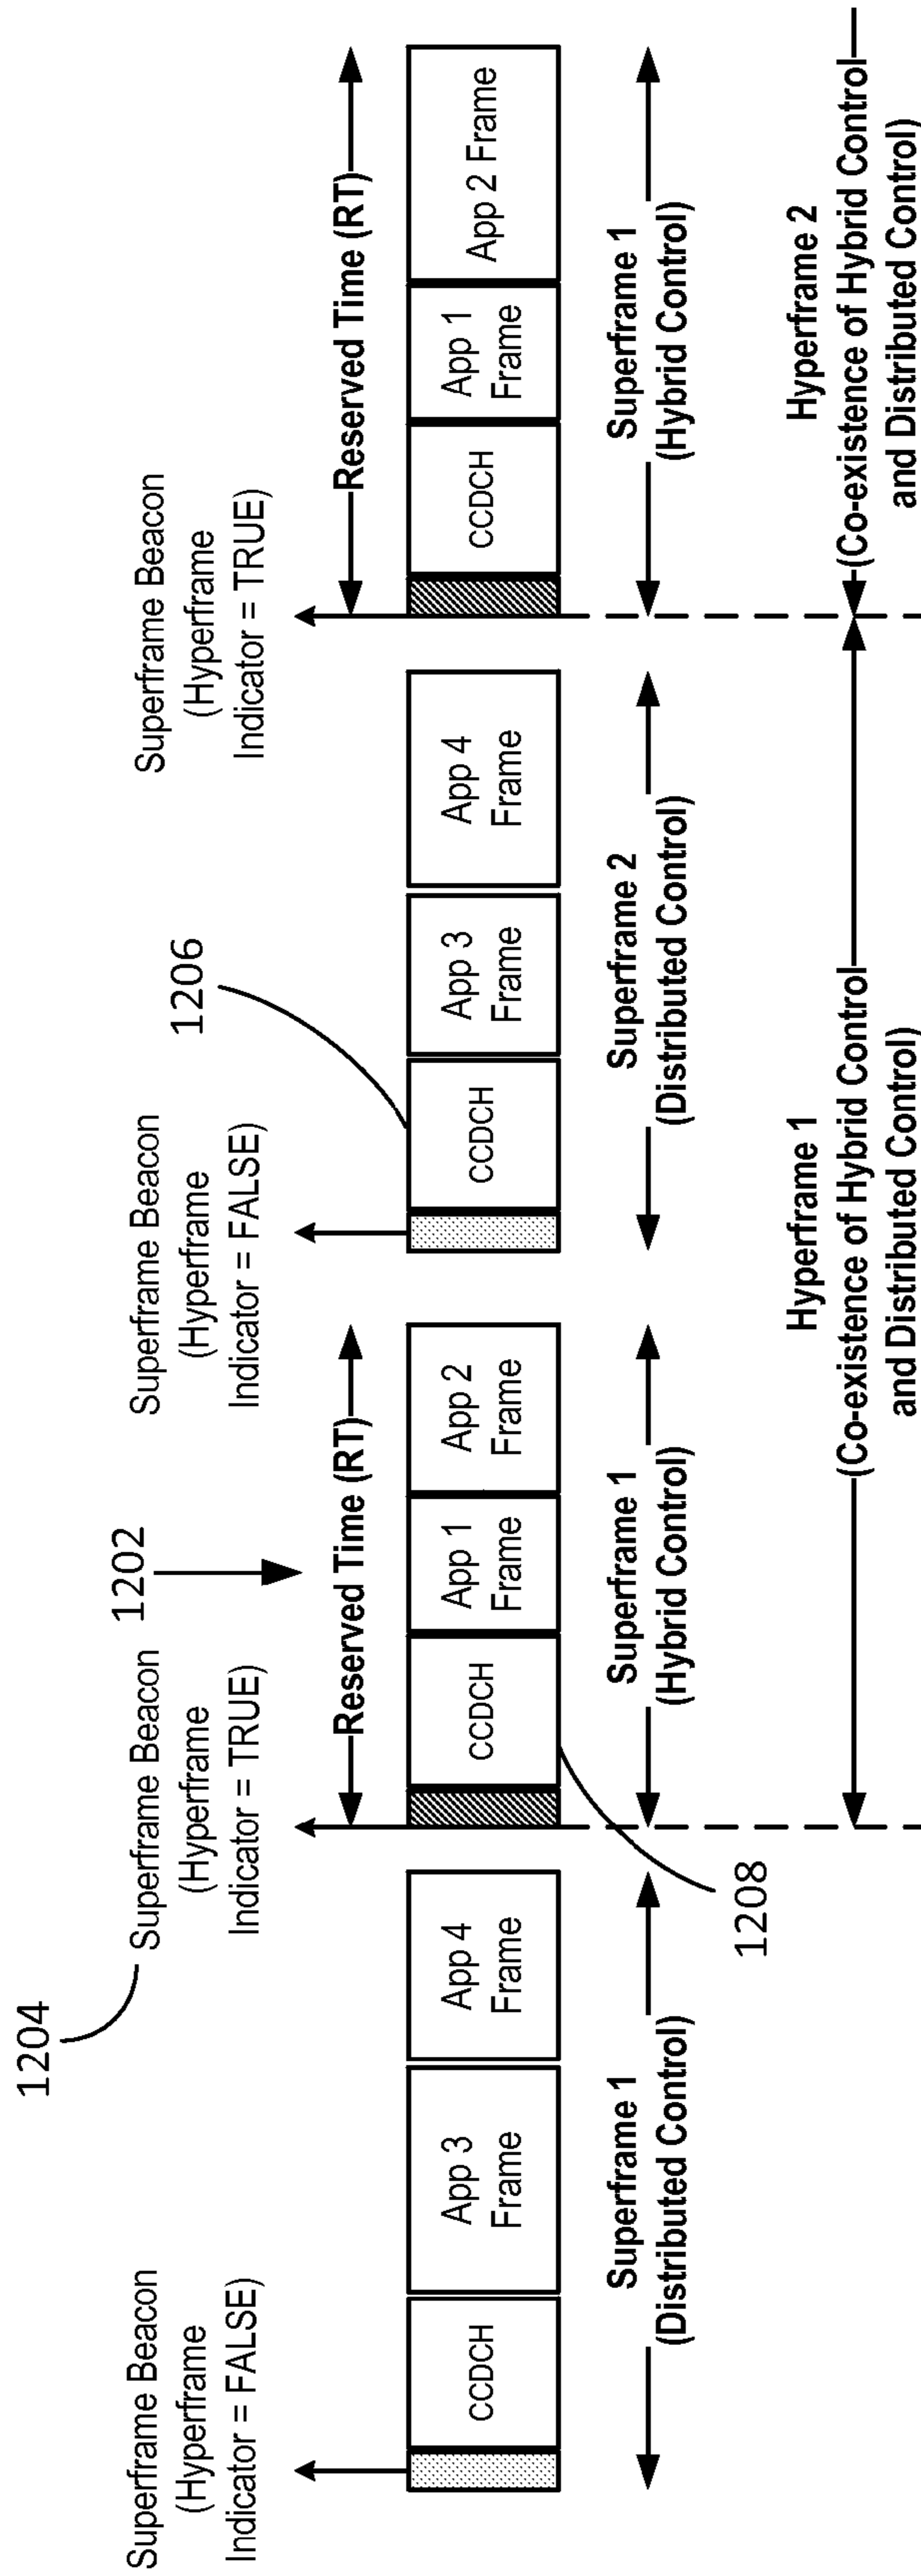 1204
1202
1206
Superframe Beacon
(Hyperframe
Indicator = FALSE)
Superframe Beacon
(Hyperframe
Indicator = TRUE)
Superframe Beacon
(Hyperframe
Indicator = FALSE)
Superframe Beacon
(Hyperframe
Indicator = TRUE)
Reserved Time (RT)
Reserved Time (RT)
CCDCH
App 3
Frame
App 4
Frame
CCDCH
App 1
Frame
App 2
Frame
CCDCH
App 3
Frame
App 4
Frame
CCDCH
App 1
Frame
App 2 Frame
Superframe 1
(Distributed Control)
Superframe 1
(Hybrid Control)
Superframe 2
(Distributed Control)
Superframe 1
(Hybrid Control)
1208
Hyperframe 1
(Co-existence of Hybrid Control
and Distributed Control)
Hyperframe 2
(Co-existence of Hybrid Control
and Distributed Control)